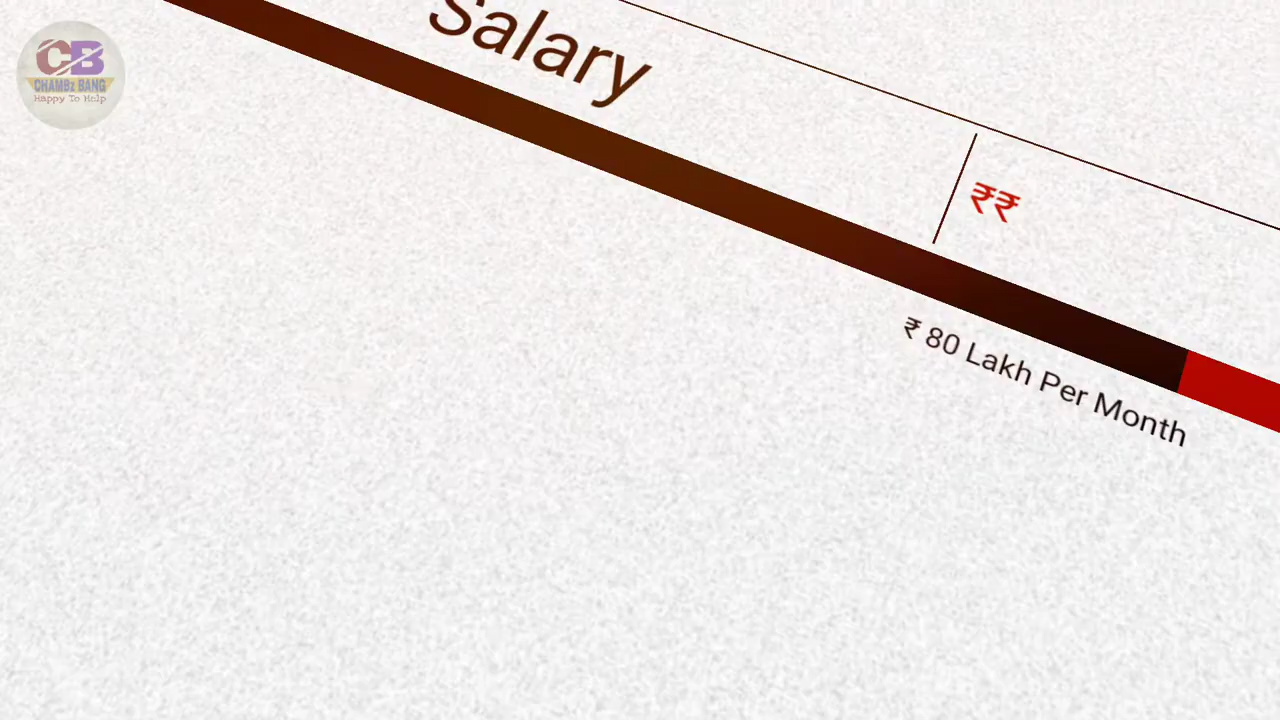 CB
CHAMBz BANG
Happy To Help
Salary
₹₹
₹ 80 Lakh Per Month